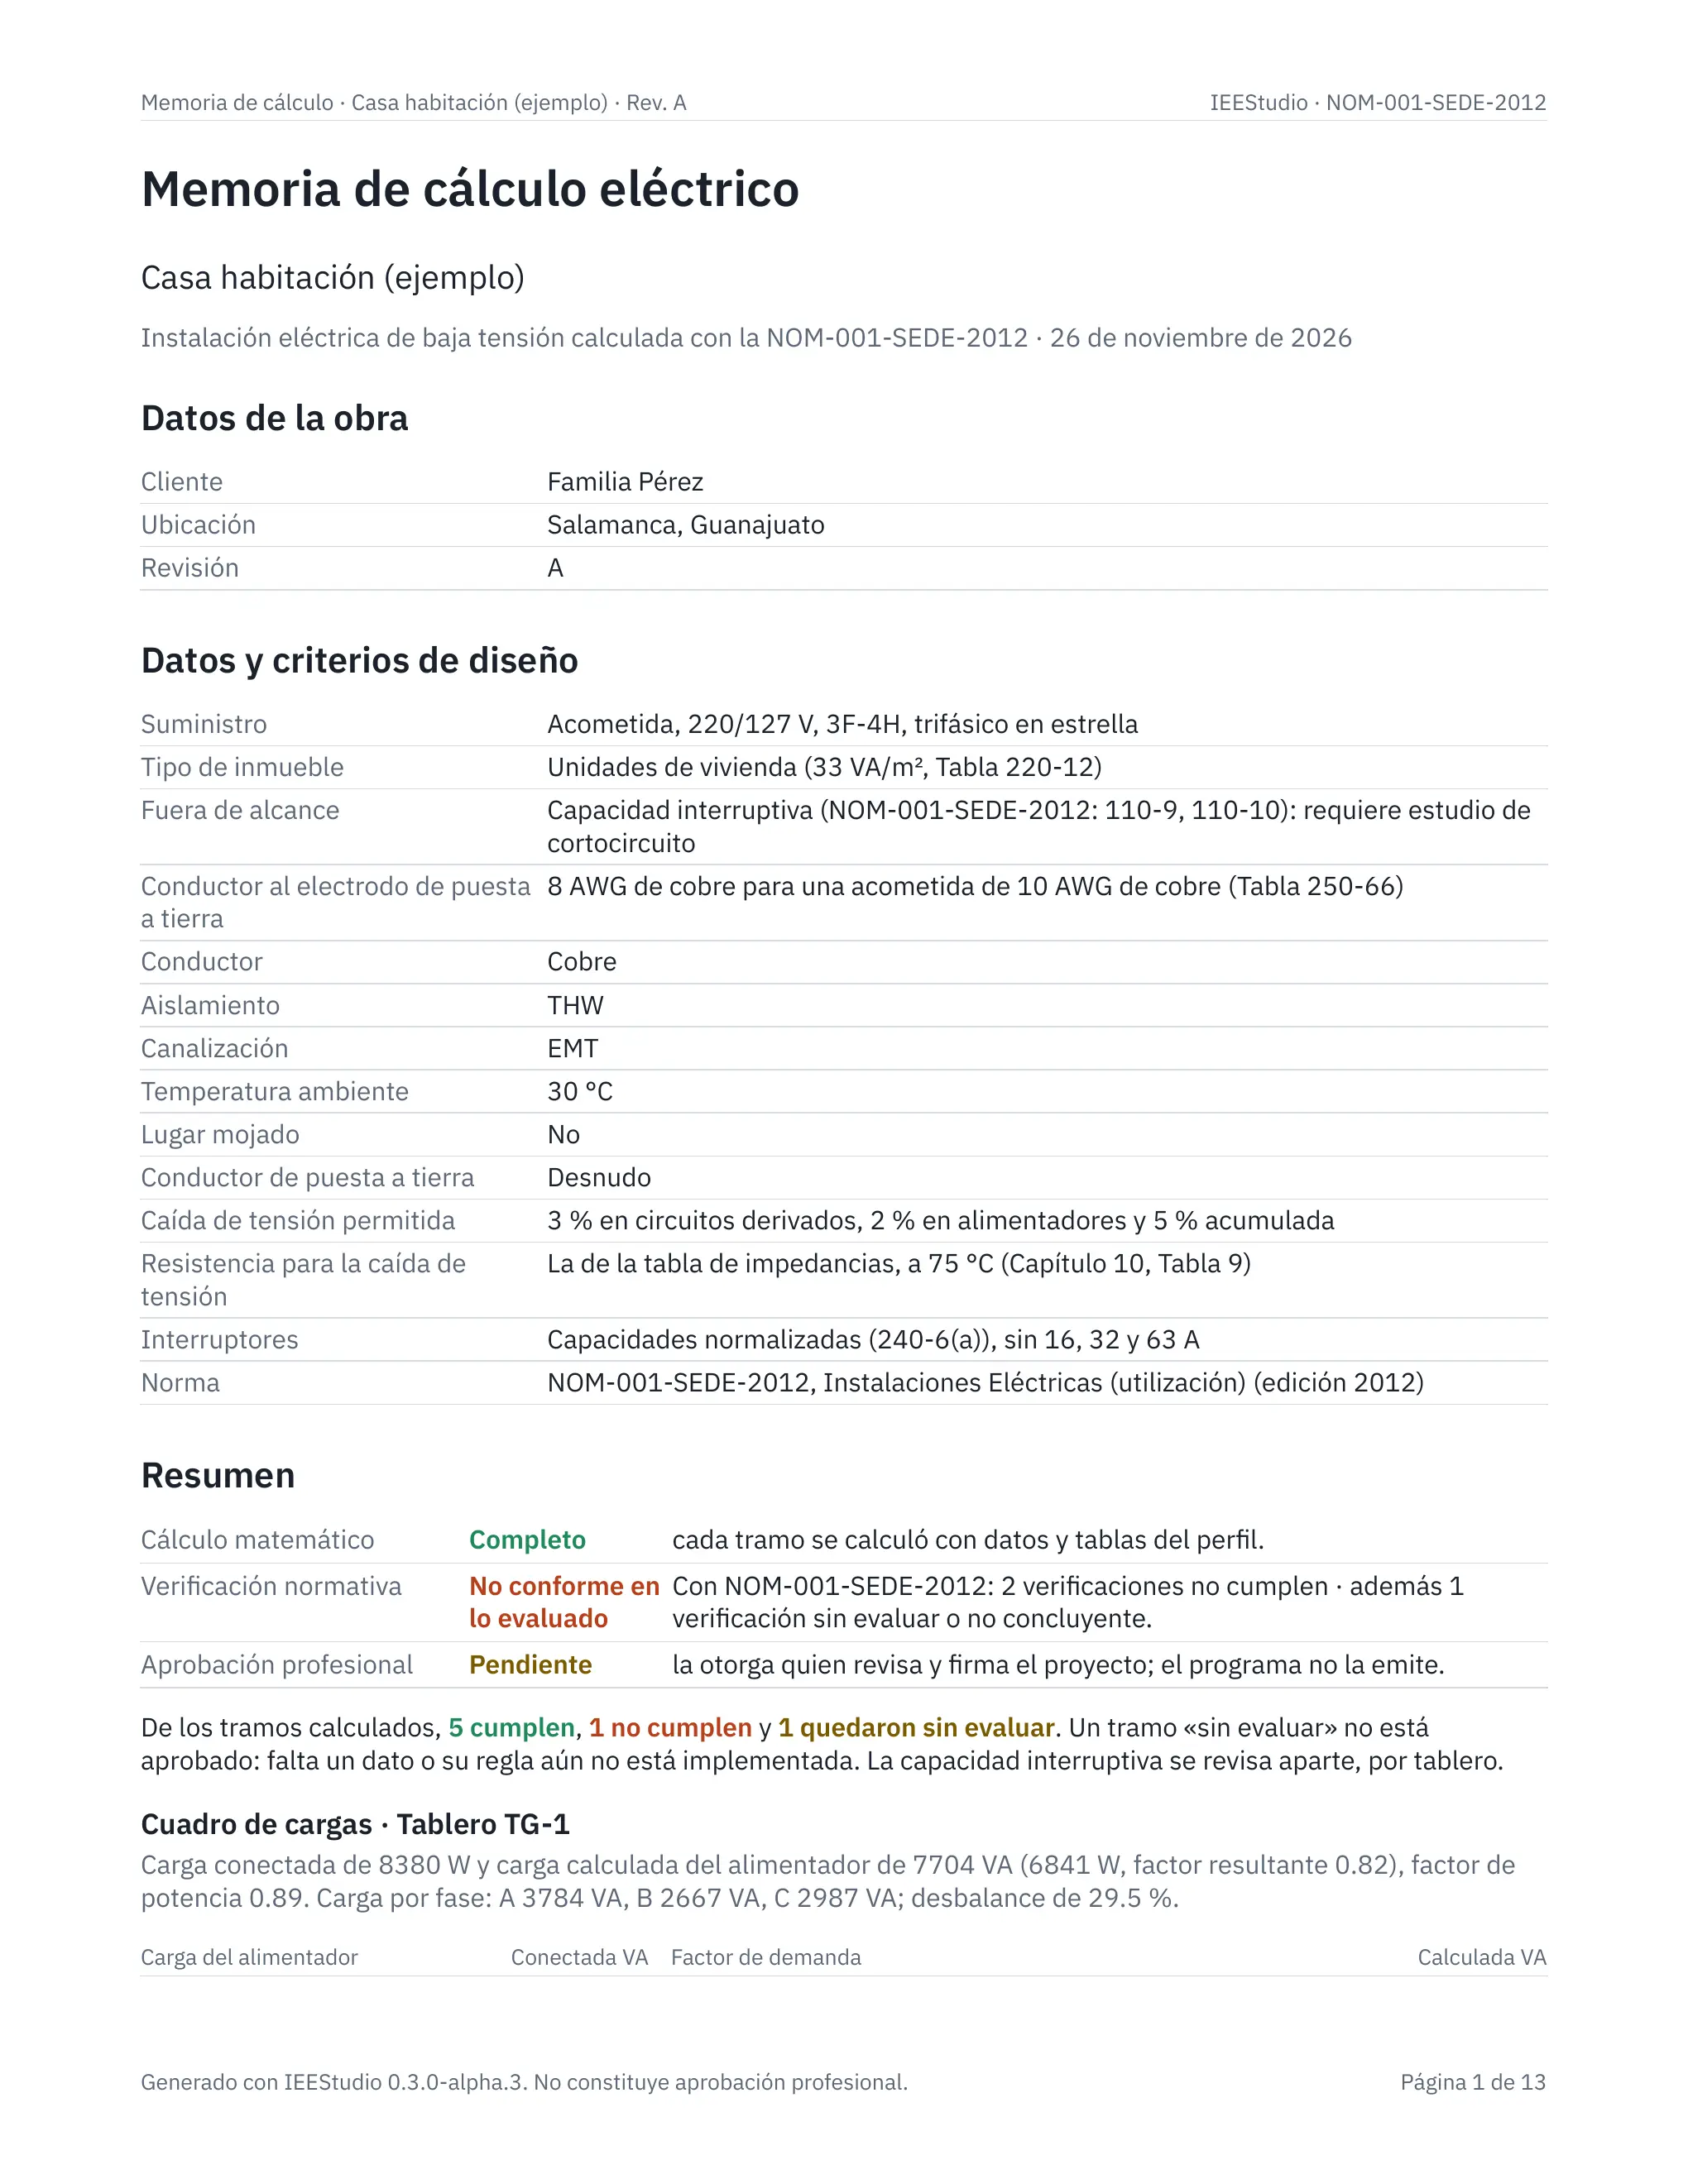 Memoria de cálculo · Casa habitación (ejemplo) · Rev. A
IEEStudio · NOM-001-SEDE-2012
Memoria de cálculo eléctrico
Casa habitación (ejemplo)
Instalación eléctrica de baja tensión calculada con la NOM-001-SEDE-2012 · 26 de noviembre de 2026
Datos de la obra
Cliente Familia Pérez
Ubicación Salamanca, Guanajuato
Revisión A
Datos y criterios de diseño
Suministro Acometida, 220/127 V, 3F-4H, trifásico en estrella
Tipo de inmueble Unidades de vivienda (33 VA/m², Tabla 220-12)
Fuera de alcance Capacidad interruptiva (NOM-001-SEDE-2012: 110-9, 110-10): requiere estudio de
cortocircuito
Conductor al electrodo de puesta 8 AWG de cobre para una acometida de 10 AWG de cobre (Tabla 250-66)
a tierra
Conductor Cobre
Aislamiento THW
Canalización EMT
Temperatura ambiente 30 °C
Lugar mojado No
Conductor de puesta a tierra Desnudo
Caída de tensión permitida 3 % en circuitos derivados, 2 % en alimentadores y 5 % acumulada
Resistencia para la caída de La de la tabla de impedancias, a 75 °C (Capítulo 10, Tabla 9)
tensión
Interruptores Capacidades normalizadas (240-6(a)), sin 16, 32 y 63 A
Norma NOM-001-SEDE-2012, Instalaciones Eléctricas (utilización) (edición 2012)
Resumen
Cálculo matemático Completo cada tramo se calculó con datos y tablas del perfil.
Verificación normativa No conforme en Con NOM-001-SEDE-2012: 2 verificaciones no cumplen · además 1
lo evaluado verificación sin evaluar o no concluyente.
Aprobación profesional Pendiente la otorga quien revisa y firma el proyecto; el programa no la emite.
De los tramos calculados, 5 cumplen, 1 no cumplen y 1 quedaron sin evaluar. Un tramo «sin evaluar» no está
aprobado: falta un dato o su regla aún no está implementada. La capacidad interruptiva se revisa aparte, por tablero.
Cuadro de cargas · Tablero TG-1
Carga conectada de 8380 W y carga calculada del alimentador de 7704 VA (6841 W, factor resultante 0.82), factor de
potencia 0.89. Carga por fase: A 3784 VA, B 2667 VA, C 2987 VA; desbalance de 29.5 %.
Carga del alimentador Conectada VA Factor de demanda Calculada VA
Generado con IEEStudio 0.3.0-alpha.3. No constituye aprobación profesional.
Página 1 de 13